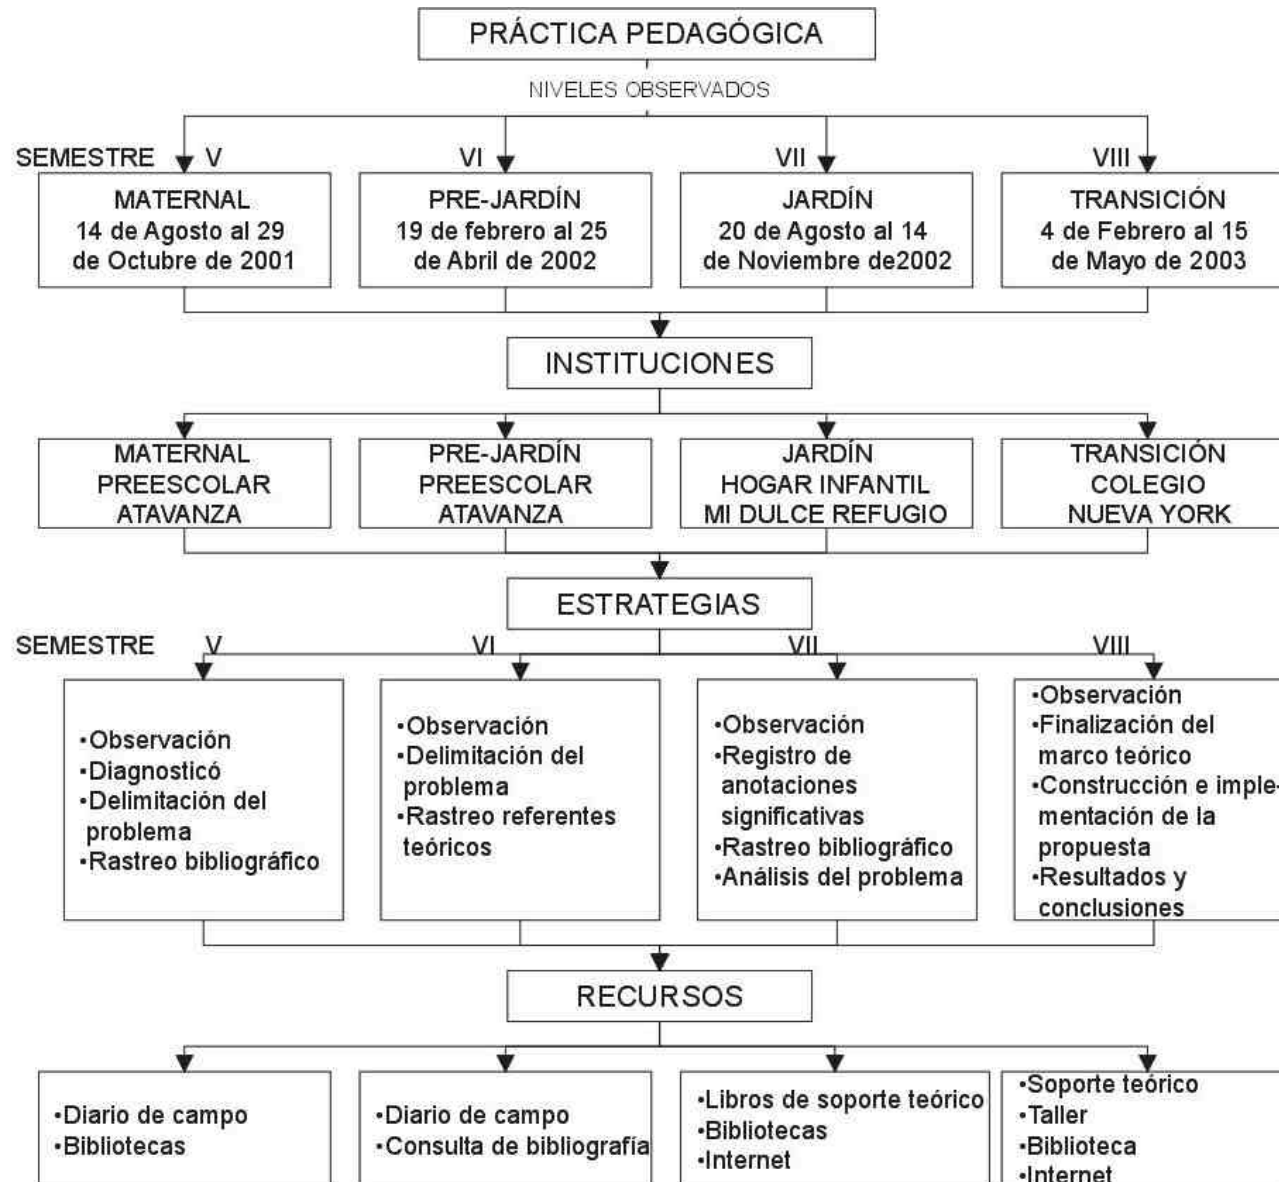 PRÁCTICA PEDAGÓGICA
NIVELES OBSERVADOS
SEMESTRE V VI VII VIII
MATERNAL
14 de Agosto al 29
de Octubre de 2001
PRE-JARDÍN
19 de febrero al 25
de Abril de 2002
JARDÍN
20 de Agosto al 14
de Noviembre de2002
TRANSICIÓN
4 de Febrero al 15
de Mayo de 2003
INSTITUCIONES
MATERNAL
PREESCOLAR
ATAVANZA
PRE-JARDÍN
PREESCOLAR
ATAVANZA
JARDÍN
HOGAR INFANTIL
MI DULCE REFUGIO
TRANSICIÓN
COLEGIO
NUEVA YORK
ESTRATEGIAS
SEMESTRE V VI VII VIII
•Observación
•Diagnosticó
•Delimitación del
problema
•Rastreo bibliográfico
•Observación
•Delimitación del
problema
•Rastreo referentes
teóricos
•Observación
•Registro de
anotaciones
significativas
•Rastreo bibliográfico
•Análisis del problema
•Observación
•Finalización del
marco teórico
•Construcción e imple-
mentación de la
propuesta
•Resultados y
conclusiones
RECURSOS
•Diario de campo
•Bibliotecas
•Diario de campo
•Consulta de bibliografía
•Libros de soporte teórico
•Bibliotecas
•Internet
•Soporte teórico
•Taller
•Biblioteca
•Internet